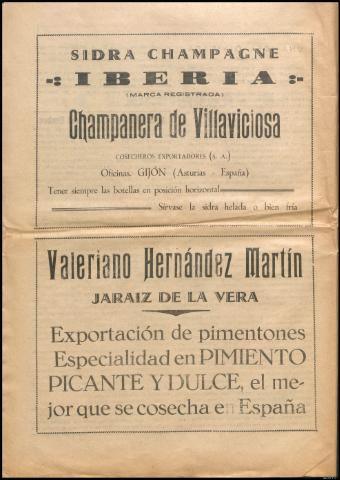 SIDRA CHAMPAGNE
-: IBERIA :-
(MARCA REGISTRADA)
Champanera de Villaviciosa
COSECHEROS EXPORTADORES (S. A.)
Oficinas. GIJÓN (Asturias - España)
Tener siempre las botellas en posición horizontal
Sírvase la sidra helada o bien fría
Valeriano Hernández Martín
JARAIZ DE LA VERA
Exportación de pimentones
Especialidad en PIMIENTO
PICANTE Y DULCE, el me-
jor que se cosecha en España